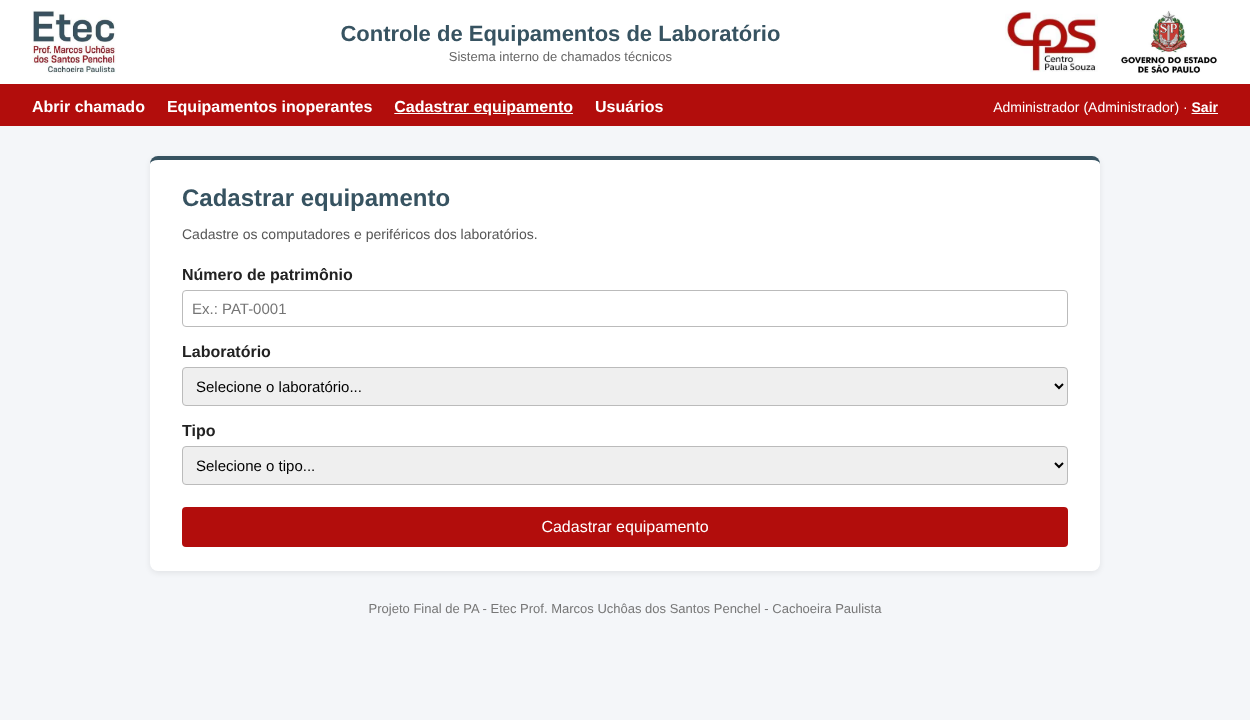 Etec
Prof. Marcos Uchôas
dos Santos Penchel
Cachoeira Paulista
Controle de Equipamentos de Laboratório
Sistema interno de chamados técnicos
cps
Centro
Paula Souza
GOVERNO DO ESTADO
DE SÃO PAULO
Abrir chamado
Equipamentos inoperantes
Cadastrar equipamento
Usuários
Administrador (Administrador) · Sair
Cadastrar equipamento
Cadastre os computadores e periféricos dos laboratórios.
Número de patrimônio
Ex.: PAT-0001
Laboratório
Selecione o laboratório...
Tipo
Selecione o tipo...
Cadastrar equipamento
Projeto Final de PA - Etec Prof. Marcos Uchôas dos Santos Penchel - Cachoeira Paulista